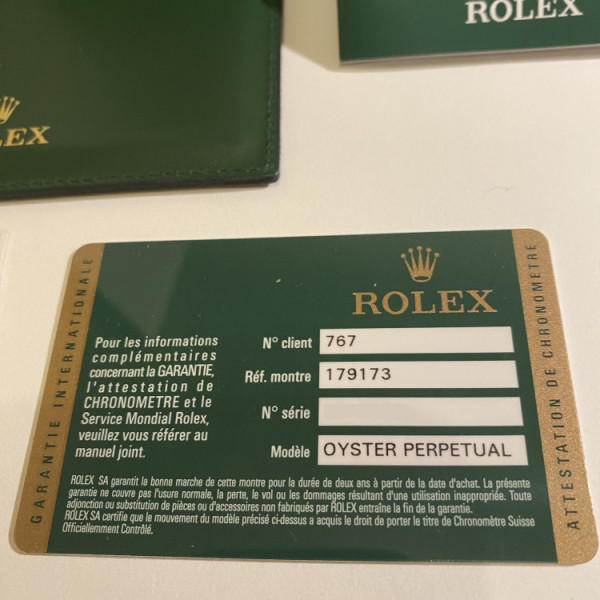 ROLEX
LEX
ROLEX
GARANTIE INTERNATIONALE
Pour les informations
complémentaires
concernant la GARANTIE,
l'attestation de
CHRONOMETRE et le
Service Mondial Rolex,
veuillez vous référer au
manuel joint.
N° client 767
Réf. montre 179173
N° série
Modèle OYSTER PERPETUAL
ATTESTATION DE CHRONOMETRE
ROLEX SA garantit la bonne marche de cette montre pour la durée de deux ans à partir de la date d'achat. La présente
garantie ne couvre pas l'usure normale, la perte, le vol ou les dommages résultant d'une utilisation inappropriée. Toute
adjonction ou substitution de pièces ou d'accessoires non fabriqués par ROLEX entraîne la fin de la garantie.
ROLEX SA certifie que le mouvement du modèle précisé ci-dessus a acquis le droit de porter le titre de Chronomètre Suisse
Officiellement Contrôlé.